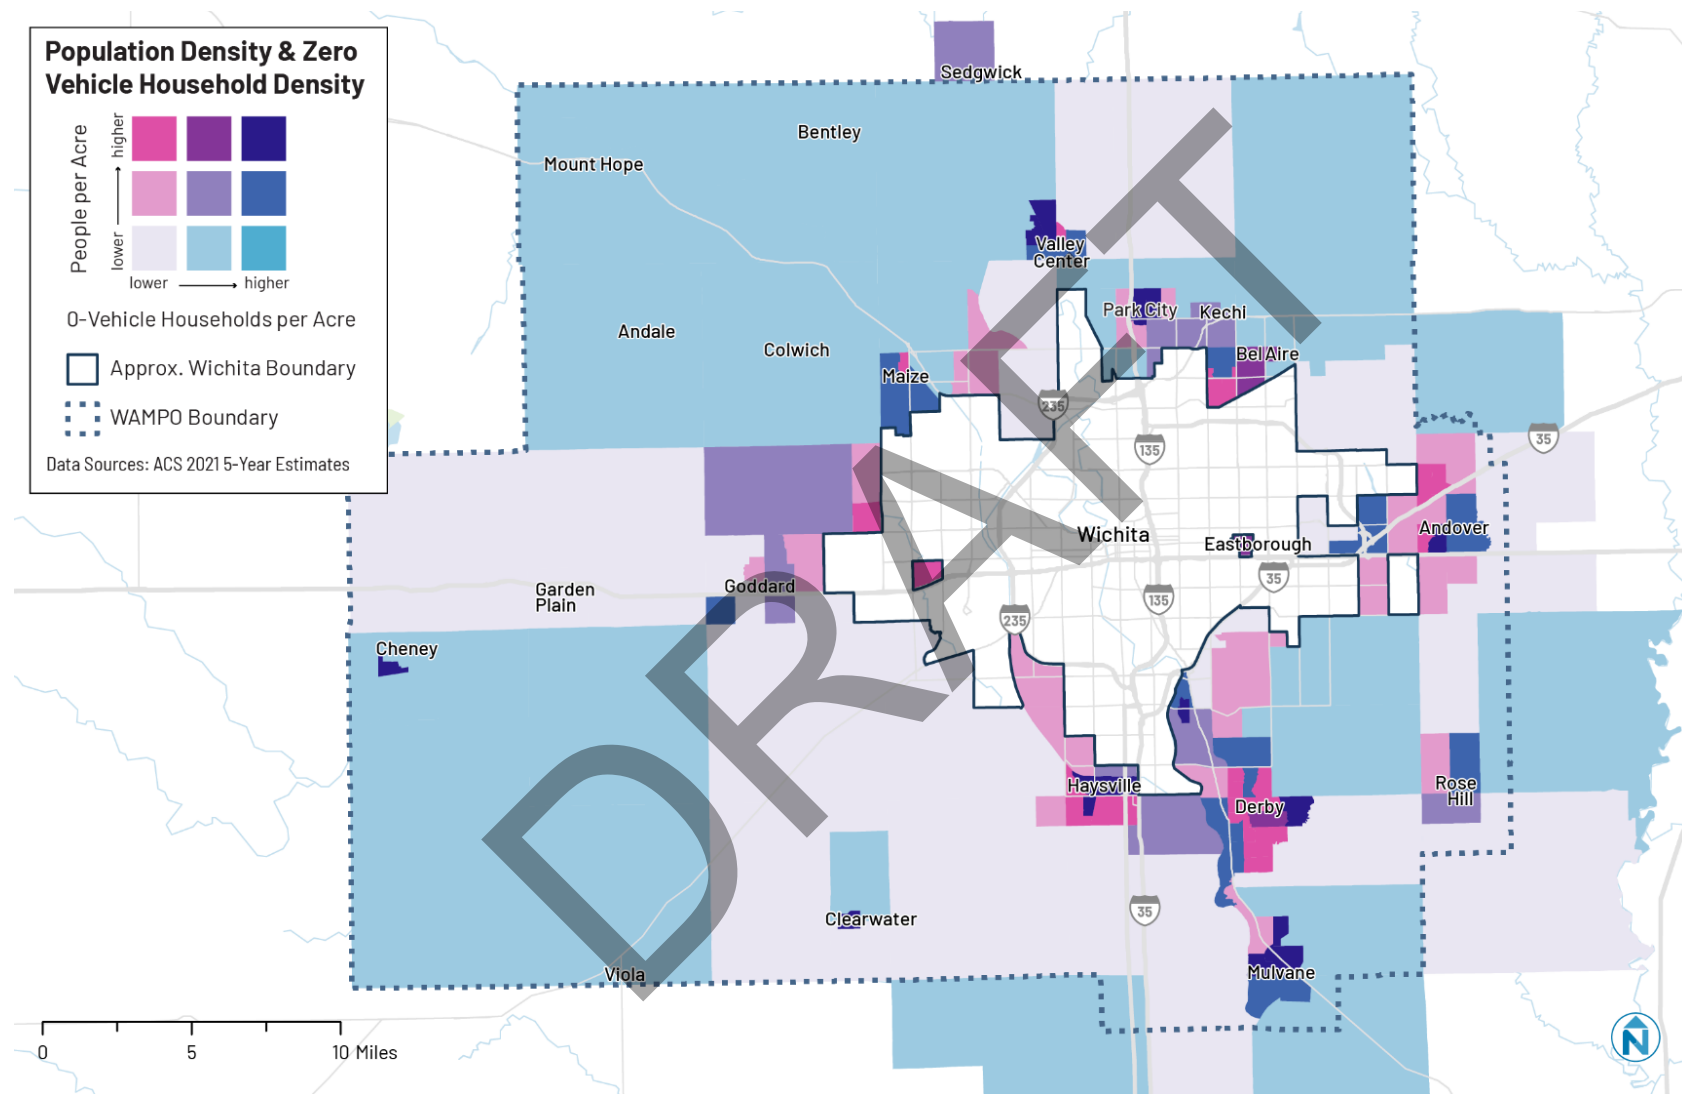 Population Density & Zero
Vehicle Household Density
People per Acre
higher
lower
lower
higher
0-Vehicle Households per Acre
Approx. Wichita Boundary
WAMPO Boundary
Data Sources: ACS 2021 5-Year Estimates
Sedgwick
Bentley
Mount Hope
Valley
Center
Park City
Kechi
Andale
Colwich
Bel Aire
Maize
235
135
35
Andover
Wichita
Eastborough
35
Garden
Plain
Goddard
135
235
Cheney
Haysville
Derby
Rose
Hill
Clearwater
35
Viola
Mulvane
DRAFT
0
5
10 Miles
N